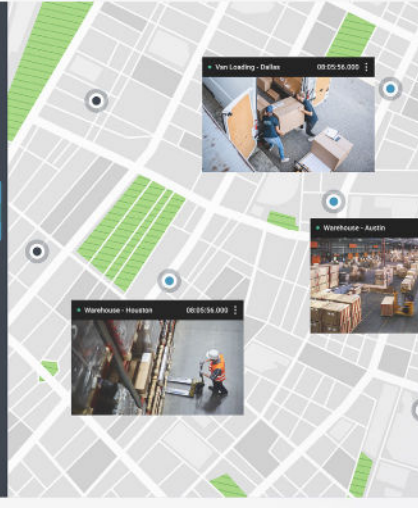 Van Loading - Dallas 08:05:56.000
Warehouse - Austin
Warehouse - Houston 08:05:56.000